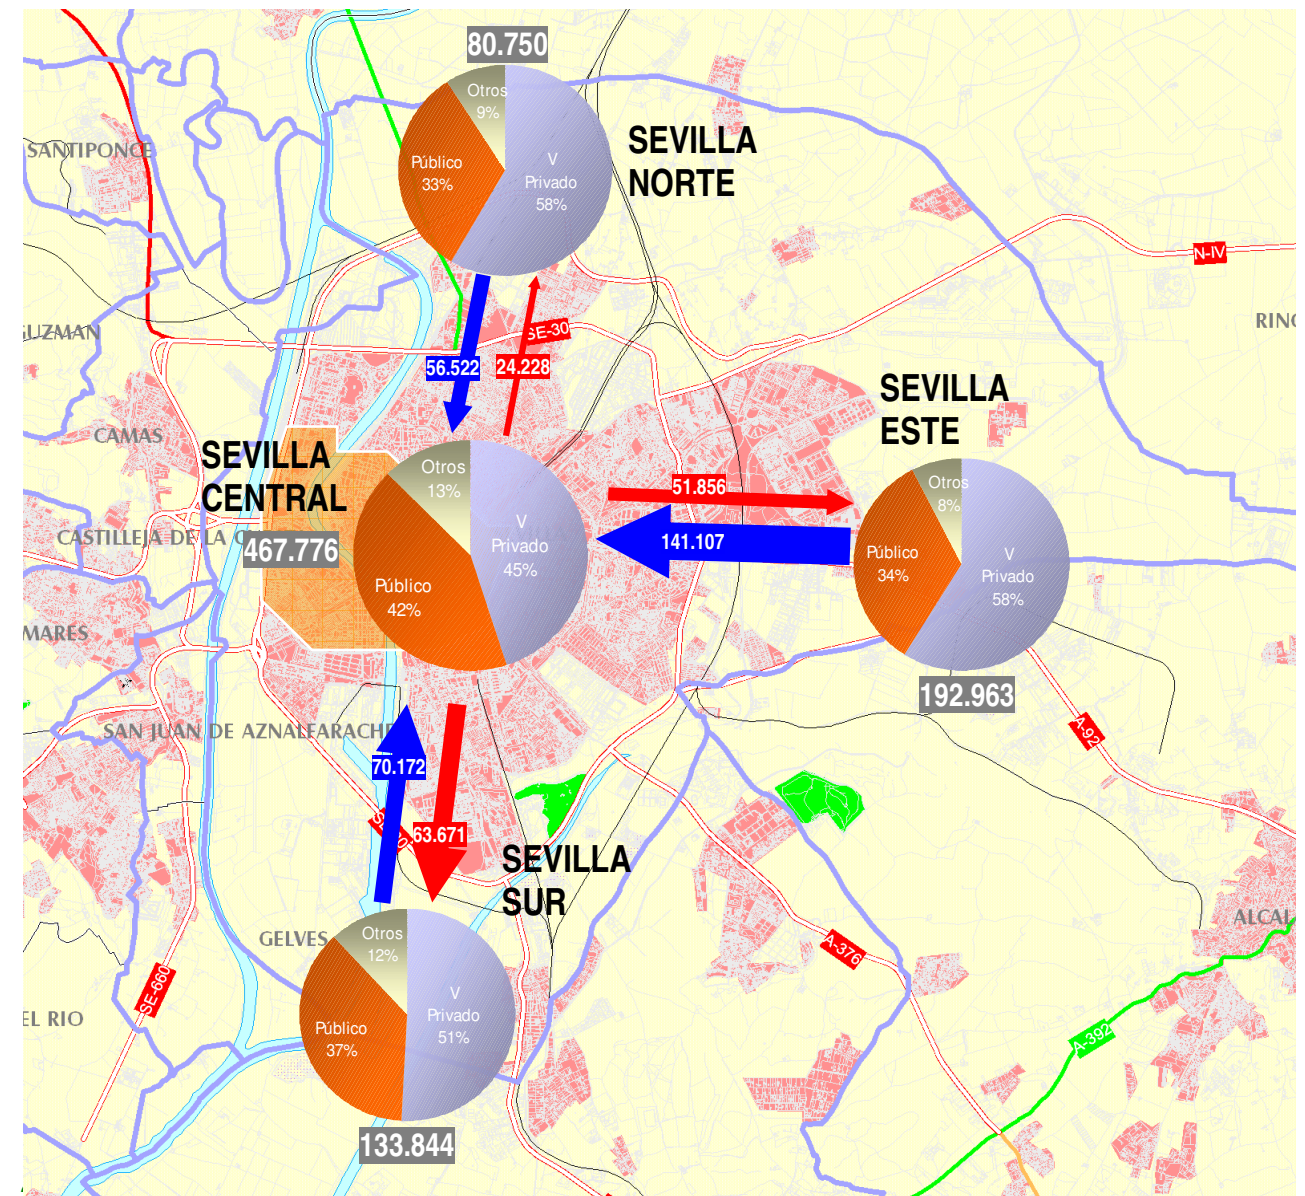 80.750
Otros
9%
Público
33%
V
Privado
58%
SEVILLA
NORTE
SANTIPONCE
N-IV
GUZMAN
SE-30
56.522
24.228
SEVILLA
ESTE
CAMAS
SEVILLA
CENTRAL
Otros
13%
V
Privado
45%
Público
42%
51.856
141.107
Otros
8%
Público
34%
V
Privado
58%
CASTILLEJA DE LA
467.776
192.963
A-92
SAN JUAN DE AZNALFARACHE
70.172
63.671
SEVILLA
SUR
GELVES
Otros
12%
V
Privado
51%
Público
37%
A-376
SE-660
EL RIO
A-392
133.844